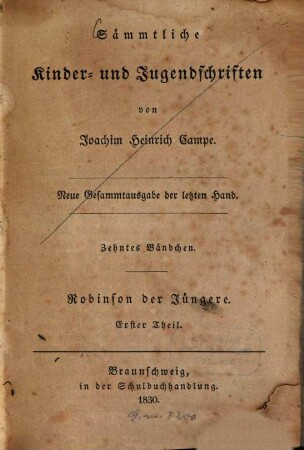 Sämmtliche
Kinder- und Jugendschriften
von
Joachim Heinrich Campe.
Neue Gesammtausgabe der letzten Hand.
Zehntes Bändchen.
Robinson der Jüngere.
Erster Theil.
Braunschweig,
in der Schulbuchhandlung.
1830.